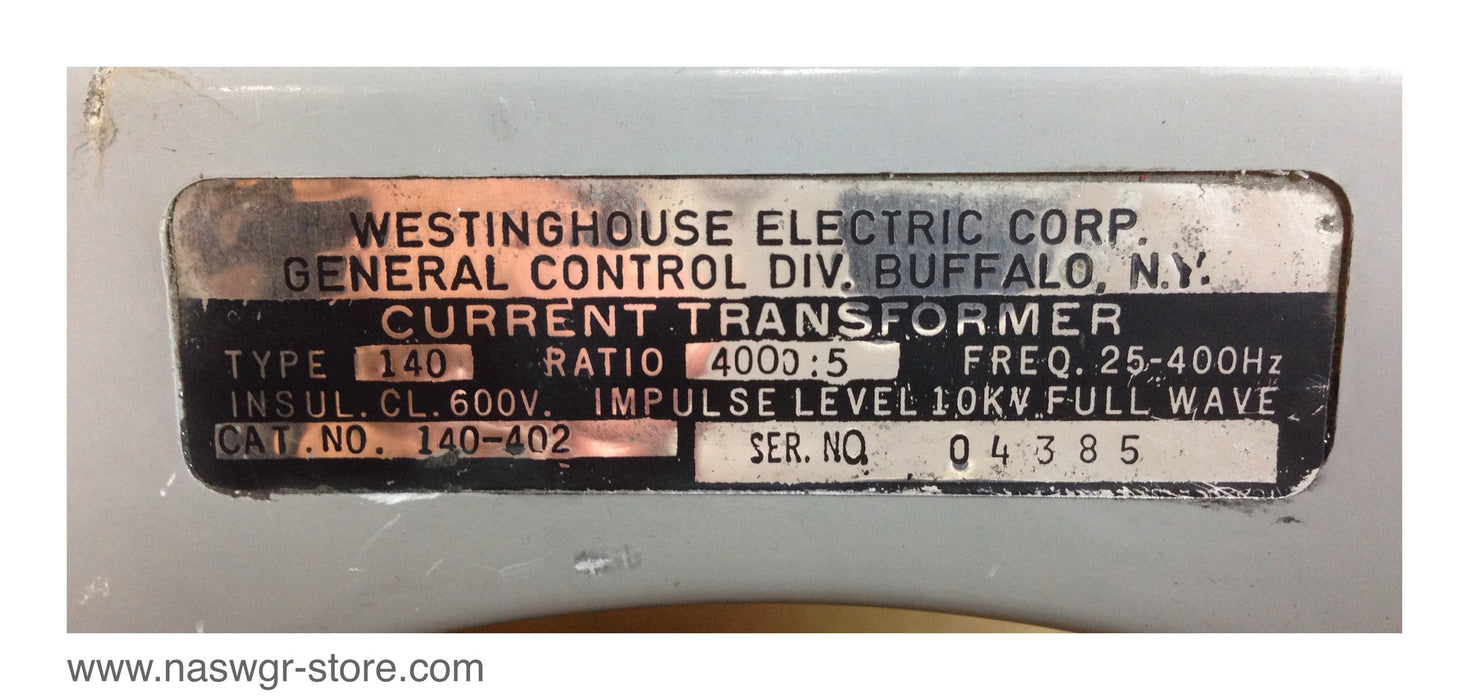 WESTINGHOUSE ELECTRIC CORP.
GENERAL CONTROL DIV. BUFFALO, N.Y.
CURRENT TRANSFORMER
TYPE 140 RATIO 4000:5 FREQ. 25-400Hz
INSUL. CL. 600V. IMPULSE LEVEL 10KV FULL WAVE
CAT. NO. 140-402 SER. NO. 04385
www.naswgr-store.com